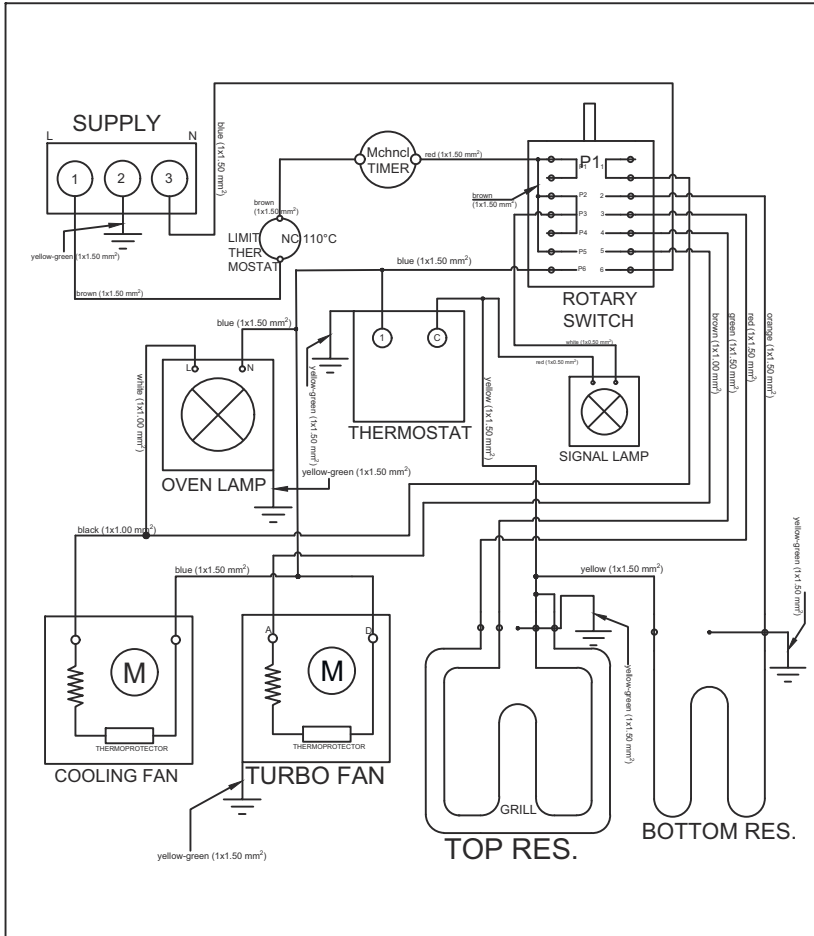 SUPPLY
L N
1 2 3
blue (1x1.50 mm²)
yellow-green (1x1.50 mm²)
brown (1x1.50 mm²)
brown
(1x1.50 mm²)
LIMIT
THER
MOSTAT
NC 110°C
Mchncl
TIMER
red (1x1.50 mm²)
brown
(1x1.50 mm²)
P1
P1 1
P2 2
P3 3
P4 4
P5 5
P6 6
ROTARY
SWITCH
blue (1x1.50 mm²)
blue (1x1.50 mm²)
L N
white (1x1.00 mm²)
OVEN LAMP
yellow-green (1x1.50 mm²)
yellow-green (1x1.50 mm²)
1 C
THERMOSTAT
yellow (1x1.50 mm²)
white (1x0.50 mm²)
red (1x0.50 mm²)
SIGNAL LAMP
brown (1x1.00 mm²)
green (1x1.50 mm²)
red (1x1.50 mm²)
orange (1x1.50 mm²)
black (1x1.00 mm²)
blue (1x1.50 mm²)
yellow (1x1.50 mm²)
yellow-green (1x1.50 mm²)
M
THERMOPROTECTOR
COOLING FAN
A D
M
THERMOPROTECTOR
TURBO FAN
yellow-green (1x1.50 mm²)
yellow-green (1x1.50 mm²)
GRILL
TOP RES.
BOTTOM RES.